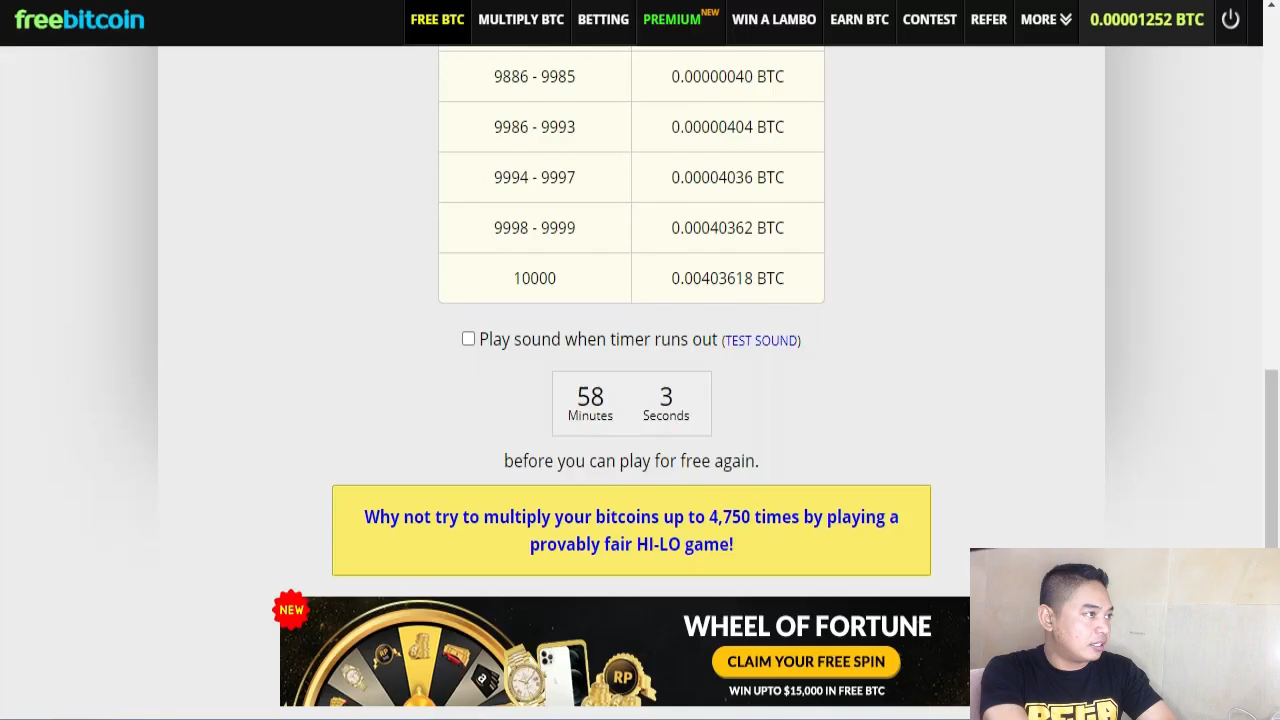 freebitcoin FREE BTC MULTIPLY BTC BETTING PREMIUM NEW WIN A LAMBO EARN BTC CONTEST REFER MORE 0.00001252 BTC
9886 - 9985 0.00000040 BTC
9986 - 9993 0.00000404 BTC
9994 - 9997 0.00004036 BTC
9998 - 9999 0.00040362 BTC
10000 0.00403618 BTC
Play sound when timer runs out (TEST SOUND)
58 3
Minutes Seconds
before you can play for free again.
Why not try to multiply your bitcoins up to 4,750 times by playing a
provably fair HI-LO game!
NEW
WHEEL OF FORTUNE
CLAIM YOUR FREE SPIN
WIN UPTO $15,000 IN FREE BTC
RP
RP
a
BETA